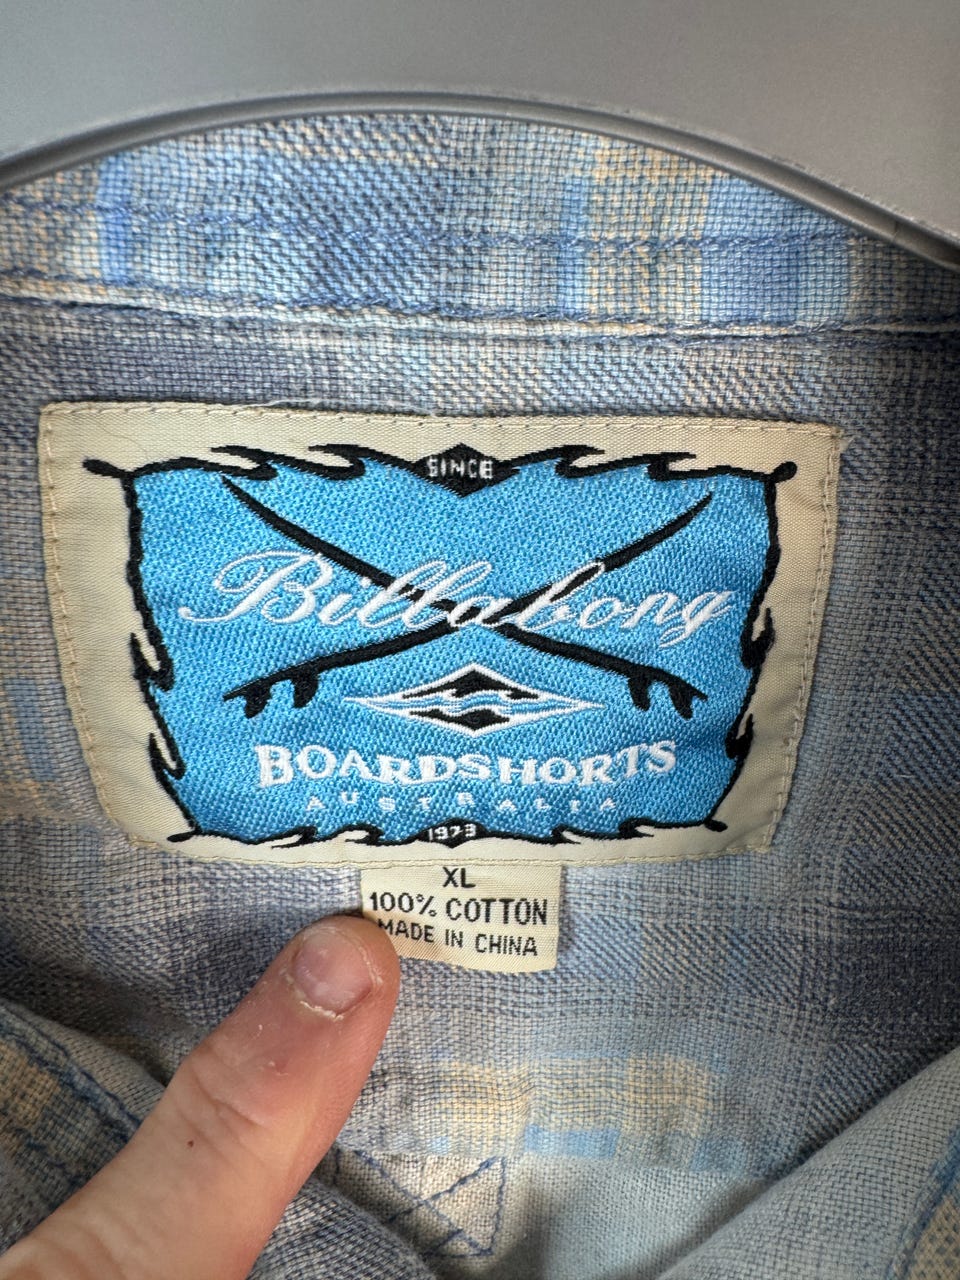 SINCE
Billabong
BOARDSHORTS
AUSTRALIA
1973
XL
100% COTTON
MADE IN CHINA